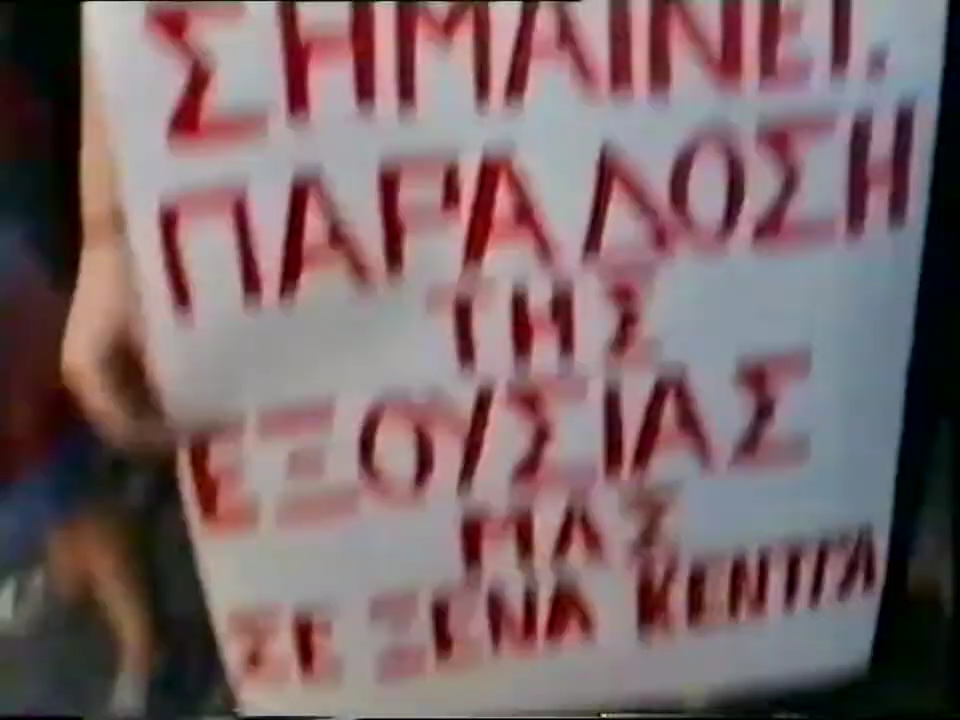 ΣΗΜΑΙΝΕΙ.
ΠΑΡΑΔΟΣΗ
ΤΗΣ
ΕΞΟΥΣΙΑΣ
ΜΑΣ
ΣΕ ΞΕΝΑ ΚΕΝΤΡΑ